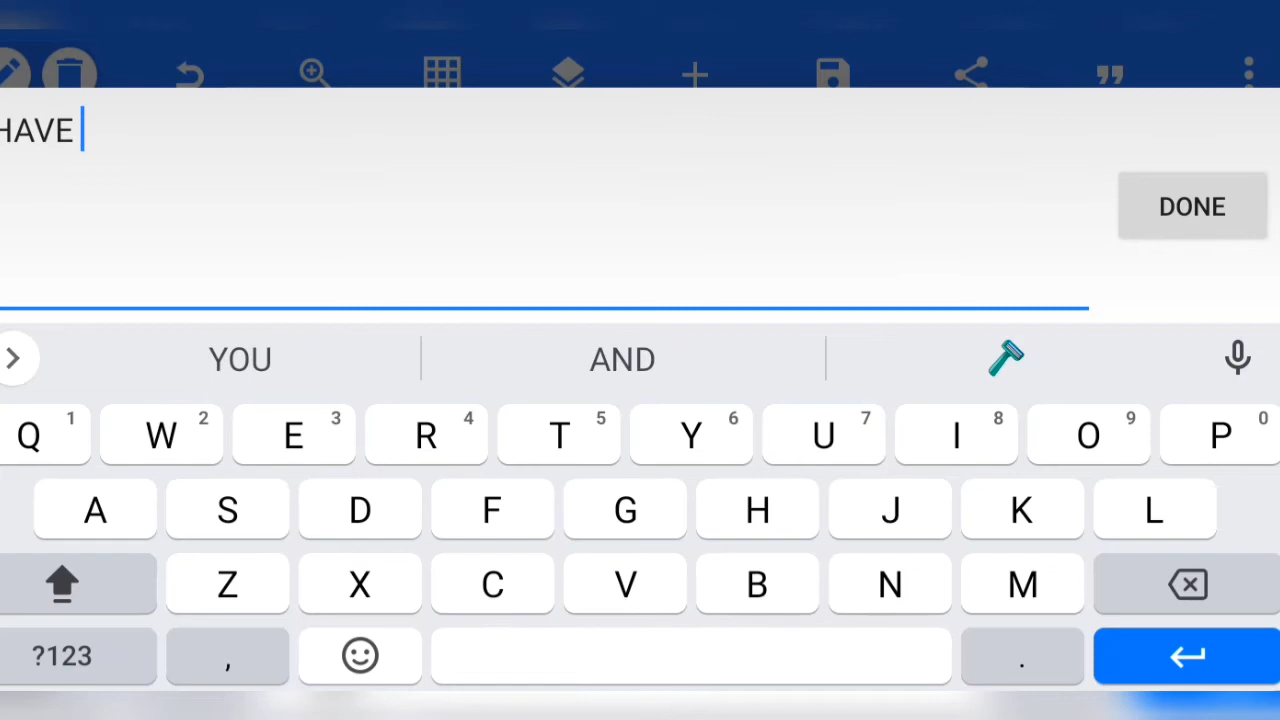 HAVE
DONE
YOU AND
Q 1 W 2 E 3 R 4 T 5 Y 6 U 7 I 8 O 9 P 0
A S D F G H J K L
Z X C V B N M
?123 , .